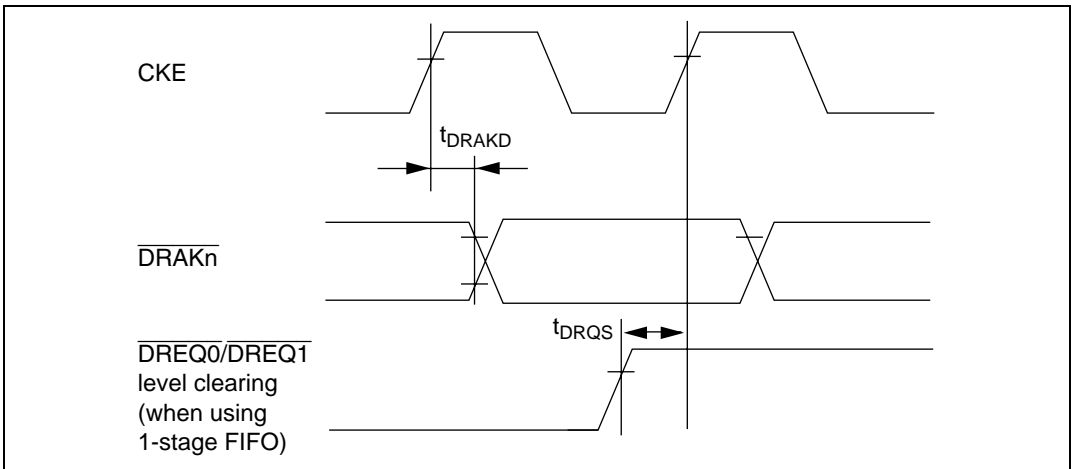 CKE
tDRAKD
DRAKn
tDRQS
DREQ0/DREQ1
level clearing
(when using
1-stage FIFO)